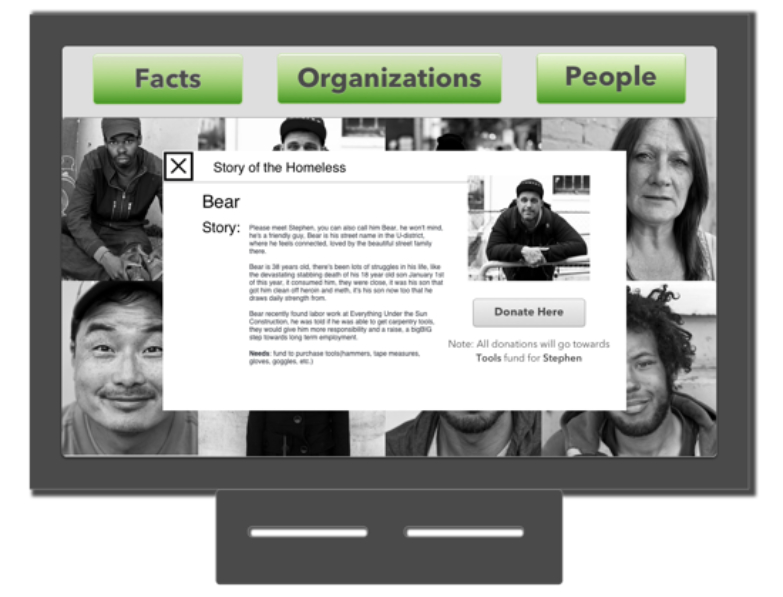 Facts Organizations People
Story of the Homeless
Bear
Story: Please meet Stephen, you can also call him Bear, he won't mind,
he's a friendly guy, Bear is his street name in the U-district,
where he feels connected, loved by the beautiful street family
there.
Bear is 38 years old, there's been lots of struggles in his life, like
the devastating stabbing death of his 18 year old son January 1st
of this year, it consumed him, they were close, it was his son that
got him clean off heroin and meth, it's his son now too that he
draws daily strength from.
Bear recently found labor work at Everything Under the Sun
Construction, he was told if he was able to get carpentry tools,
they would give him more responsibility and a raise, a bigBIG
step towards long term employment.
Needs: fund to purchase tools(hammers, tape measures,
gloves, goggles, etc.)
Donate Here
Note: All donations will go towards
Tools fund for Stephen